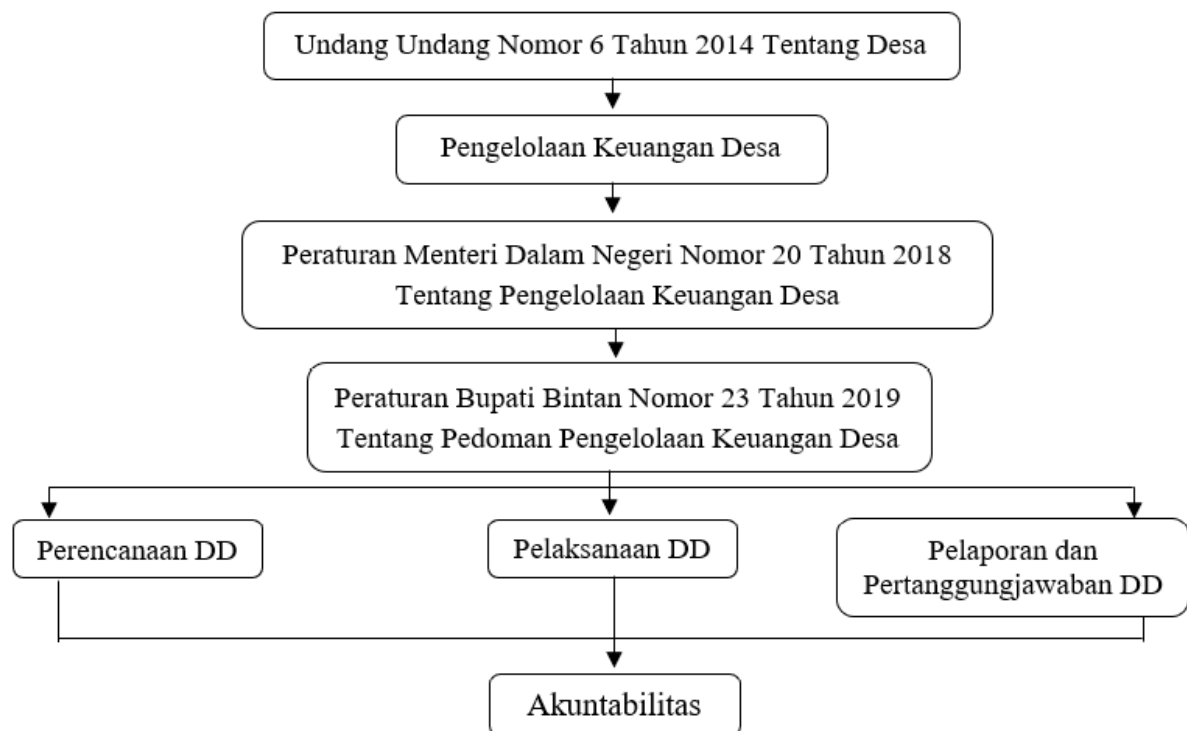 Undang Undang Nomor 6 Tahun 2014 Tentang Desa
Pengelolaan Keuangan Desa
Peraturan Menteri Dalam Negeri Nomor 20 Tahun 2018
Tentang Pengelolaan Keuangan Desa
Peraturan Bupati Bintan Nomor 23 Tahun 2019
Tentang Pedoman Pengelolaan Keuangan Desa
Perencanaan DD
Pelaksanaan DD
Pelaporan dan
Pertanggungjawaban DD
Akuntabilitas